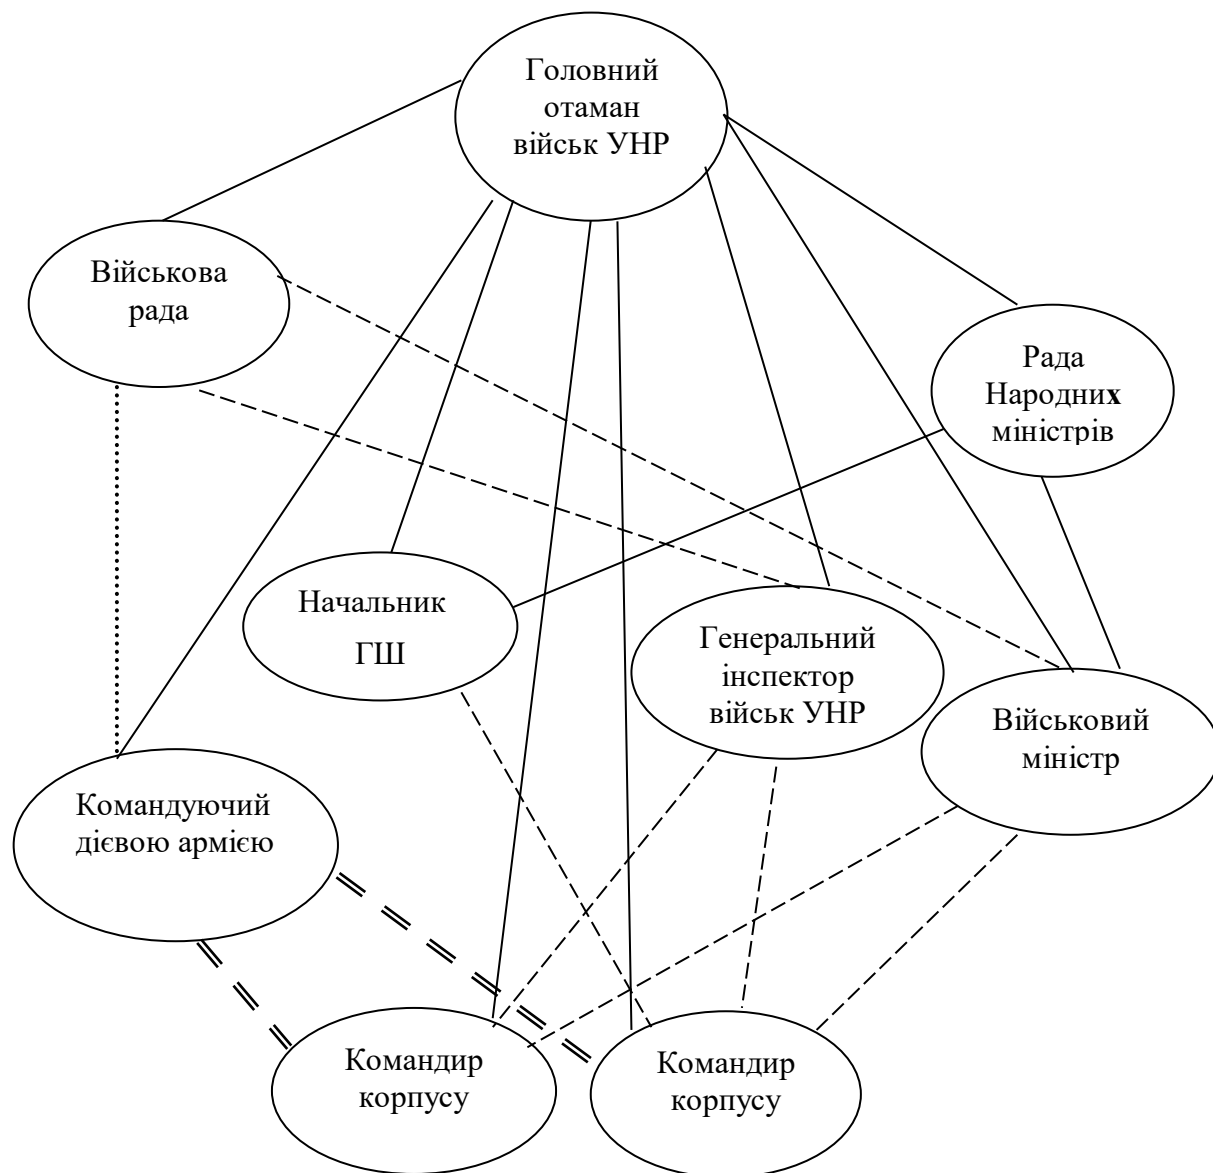 Головний
отаман
військ УНР
Військова
рада
Рада
Народних
міністрів
Начальник
ГШ
Генеральний
інспектор
військ УНР
Військовий
міністр
Командуючий
дієвою армією
Командир
корпусу
Командир
корпусу